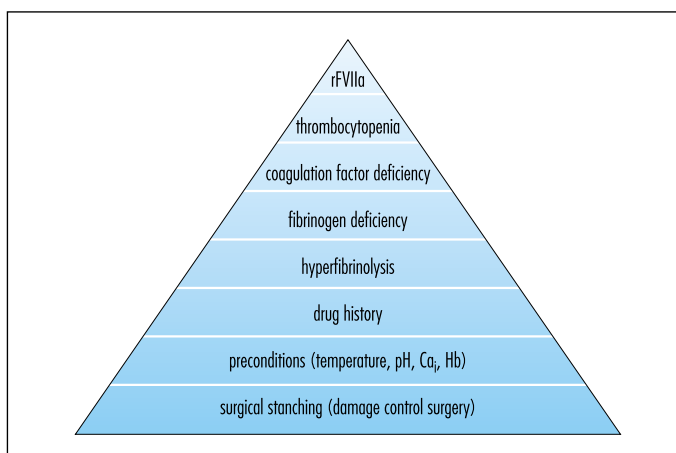 rFVIIa
thrombocytopenia
coagulation factor deficiency
fibrinogen deficiency
hyperfibrinolysis
drug history
preconditions (temperature, pH, Caᵢ, Hb)
surgical stanching (damage control surgery)